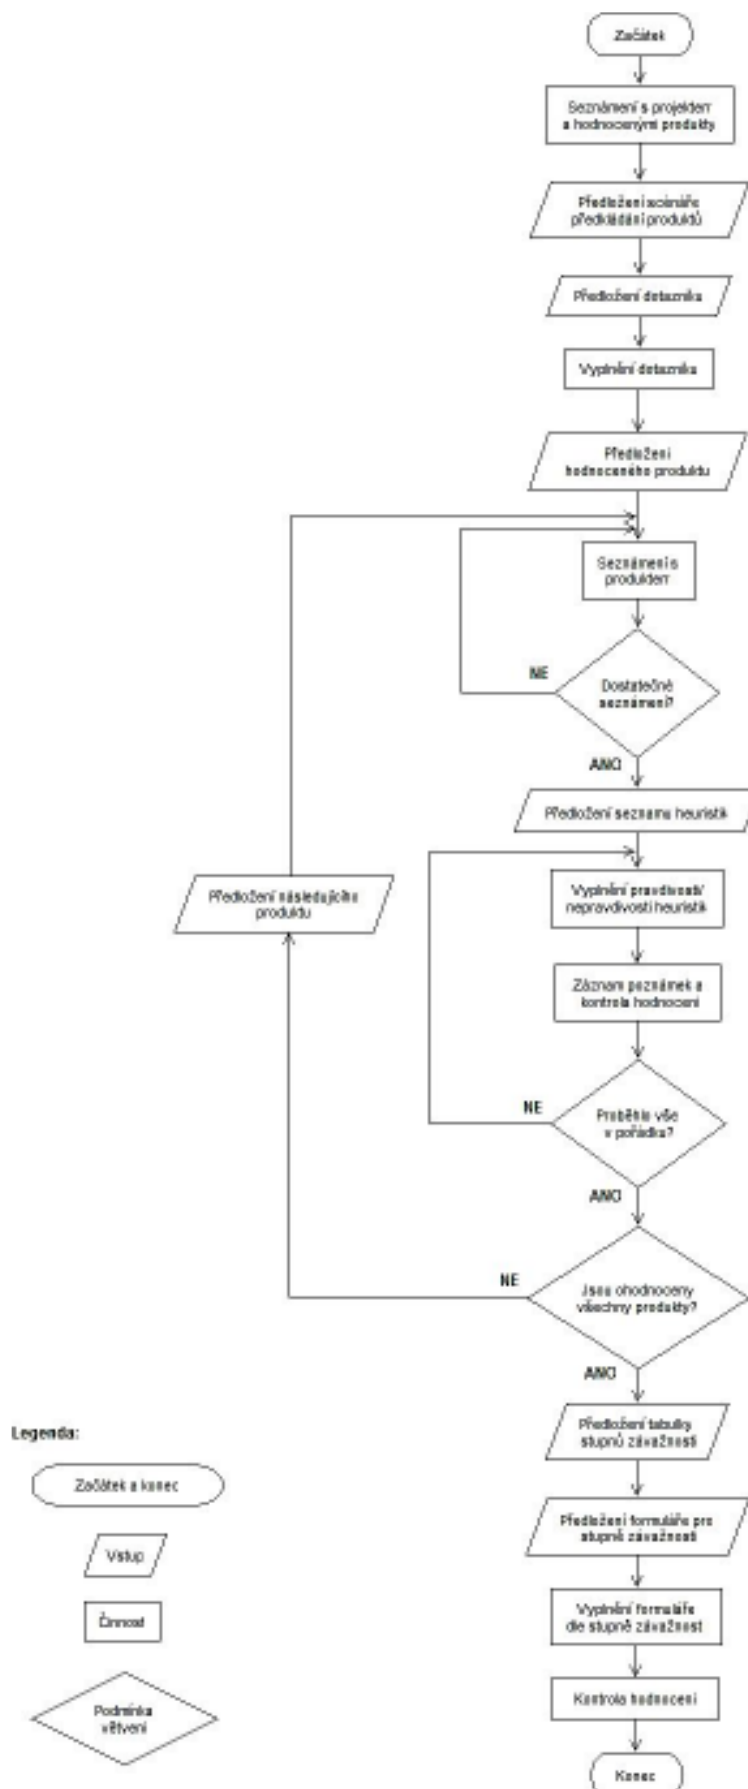 Začátek
Seznámení s projektem
a hodnocenými produkty
Předložení scénáře
předkládání produktů
Předložení dotazníku
Vyplnění dotazníku
Předložení
hodnoceného produktu
Seznámení s
produktem
NE
Dostatečné
seznámení?
ANO
Předložení seznamu heuristik
Předložení následujícího
produktu
Vyplnění pravdivosti/
nepravdivosti heuristik
Záznam poznámek a
kontrola hodnocení
NE
Proběhlo vše
v pořádku?
ANO
NE
Jsou ohodnoceny
všechny produkty?
ANO
Předložení tabulky
stupňů závažnosti
Legenda:
Začátek a konec
Předložení formuláře pro
stupně závažnosti
Vstup
Činnost
Vyplnění formuláře
dle stupně závažnost
Kontrola hodnocení
Podmínka
větvení
Konec